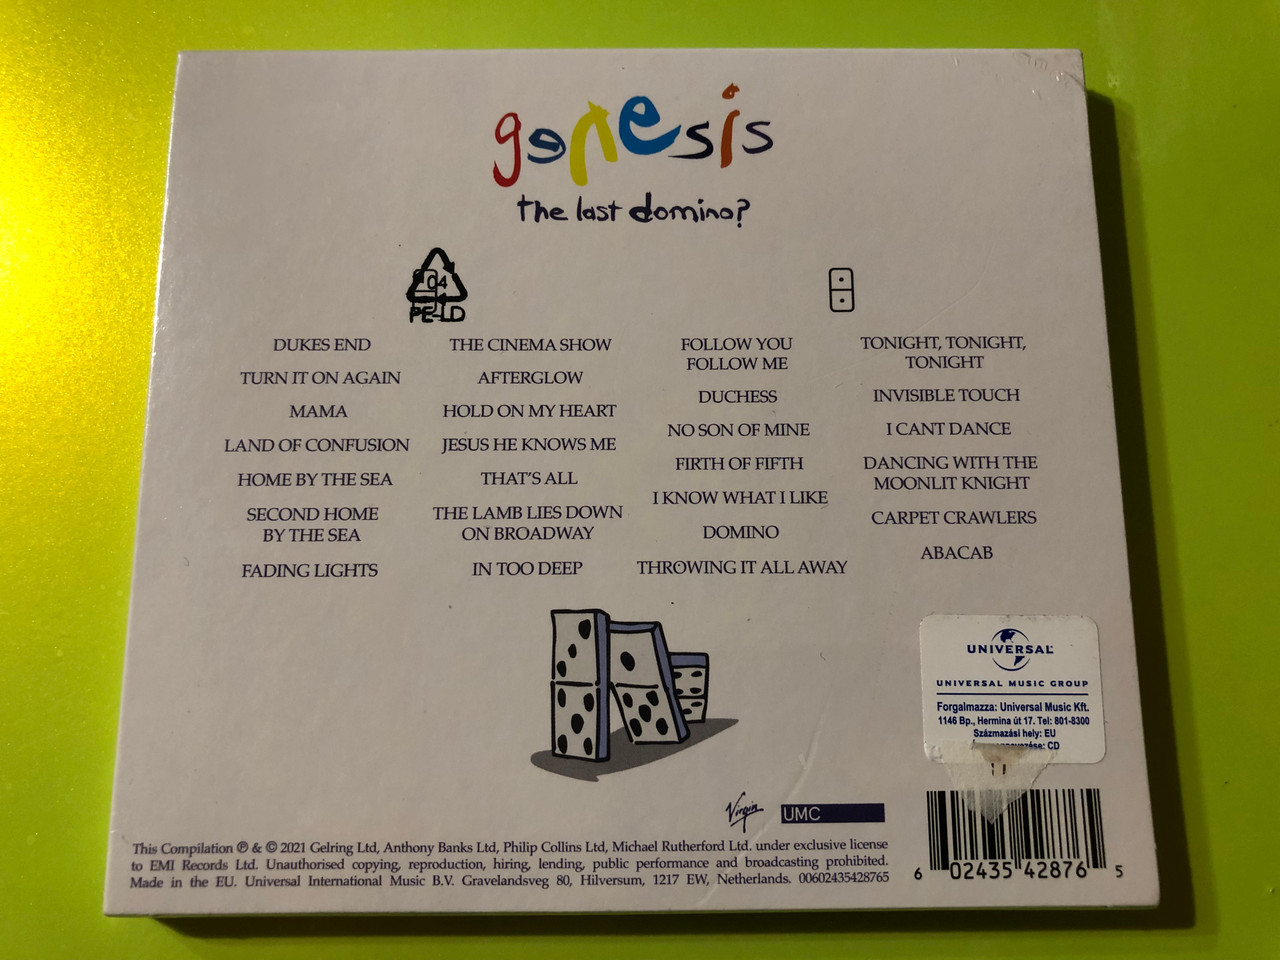 genesis
the last domino?
04
PE-LD
DUKES END
TURN IT ON AGAIN
MAMA
LAND OF CONFUSION
HOME BY THE SEA
SECOND HOME
BY THE SEA
FADING LIGHTS
THE CINEMA SHOW
AFTERGLOW
HOLD ON MY HEART
JESUS HE KNOWS ME
THAT'S ALL
THE LAMB LIES DOWN
ON BROADWAY
IN TOO DEEP
FOLLOW YOU
FOLLOW ME
DUCHESS
NO SON OF MINE
FIRTH OF FIFTH
I KNOW WHAT I LIKE
DOMINO
THROWING IT ALL AWAY
TONIGHT, TONIGHT,
TONIGHT
INVISIBLE TOUCH
I CANT DANCE
DANCING WITH THE
MOONLIT KNIGHT
CARPET CRAWLERS
ABACAB
UNIVERSAL
UNIVERSAL MUSIC GROUP
Forgalmazza: Universal Music Kft.
1146 Bp., Hermina út 17. Tel: 801-8300
Származási hely: EU
CD
Virgin
UMC
This Compilation ℗ & © 2021 Gelring Ltd, Anthony Banks Ltd, Philip Collins Ltd, Michael Rutherford Ltd. under exclusive license
to EMI Records Ltd. Unauthorised copying, reproduction, hiring, lending, public performance and broadcasting prohibited.
Made in the EU. Universal International Music B.V. Gravelandsveg 80, Hilversum, 1217 EW, Netherlands. 00602435428765
6 02435 42876 5